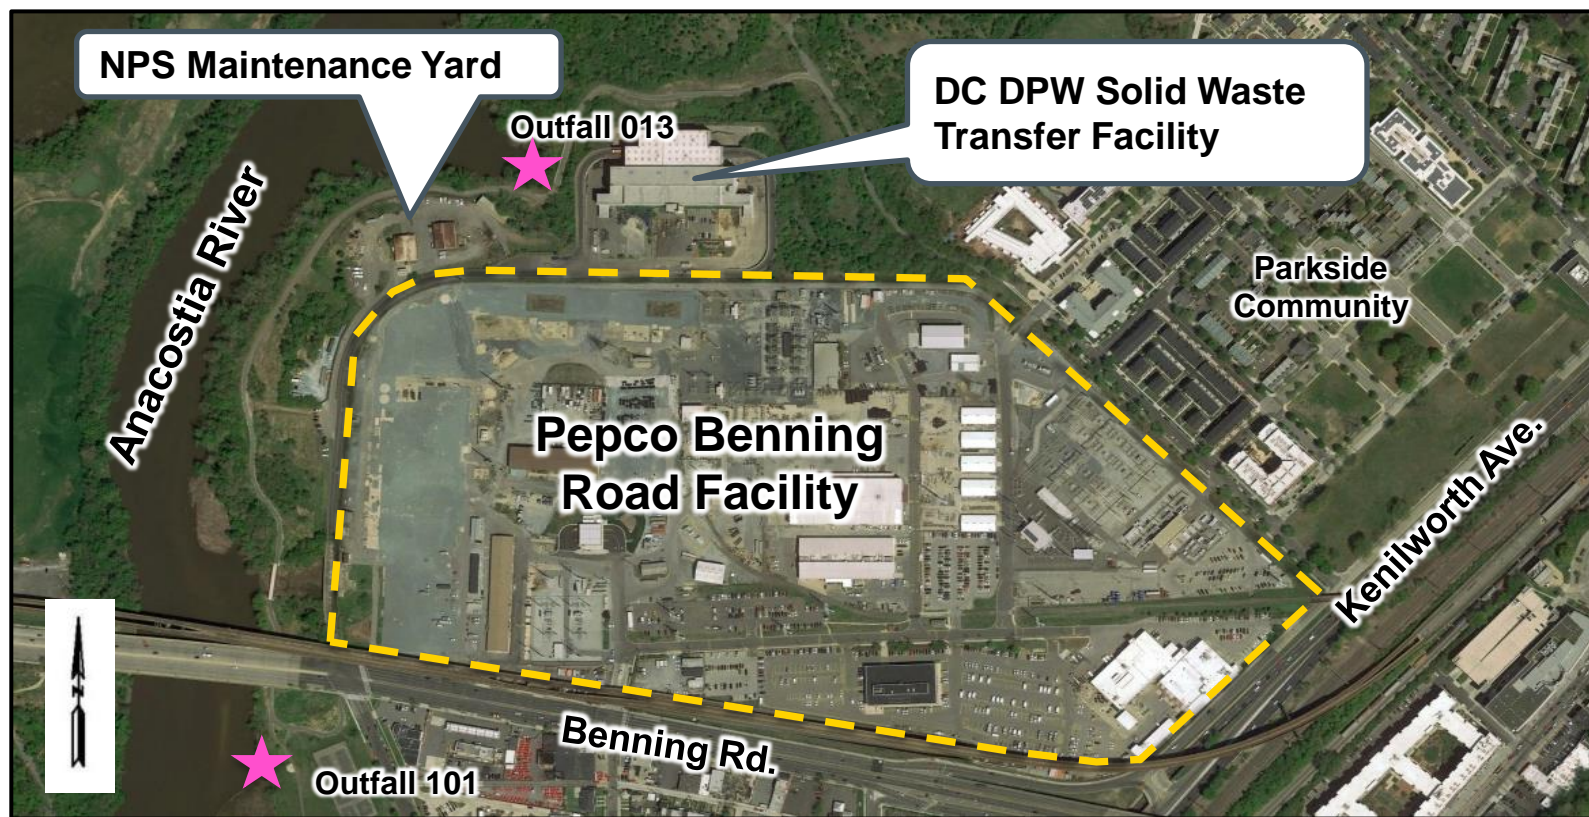 NPS Maintenance Yard
DC DPW Solid Waste
Transfer Facility
Outfall 013
Anacostia River
Parkside
Community
Pepco Benning
Road Facility
Kenilworth Ave.
Benning Rd.
Outfall 101
N